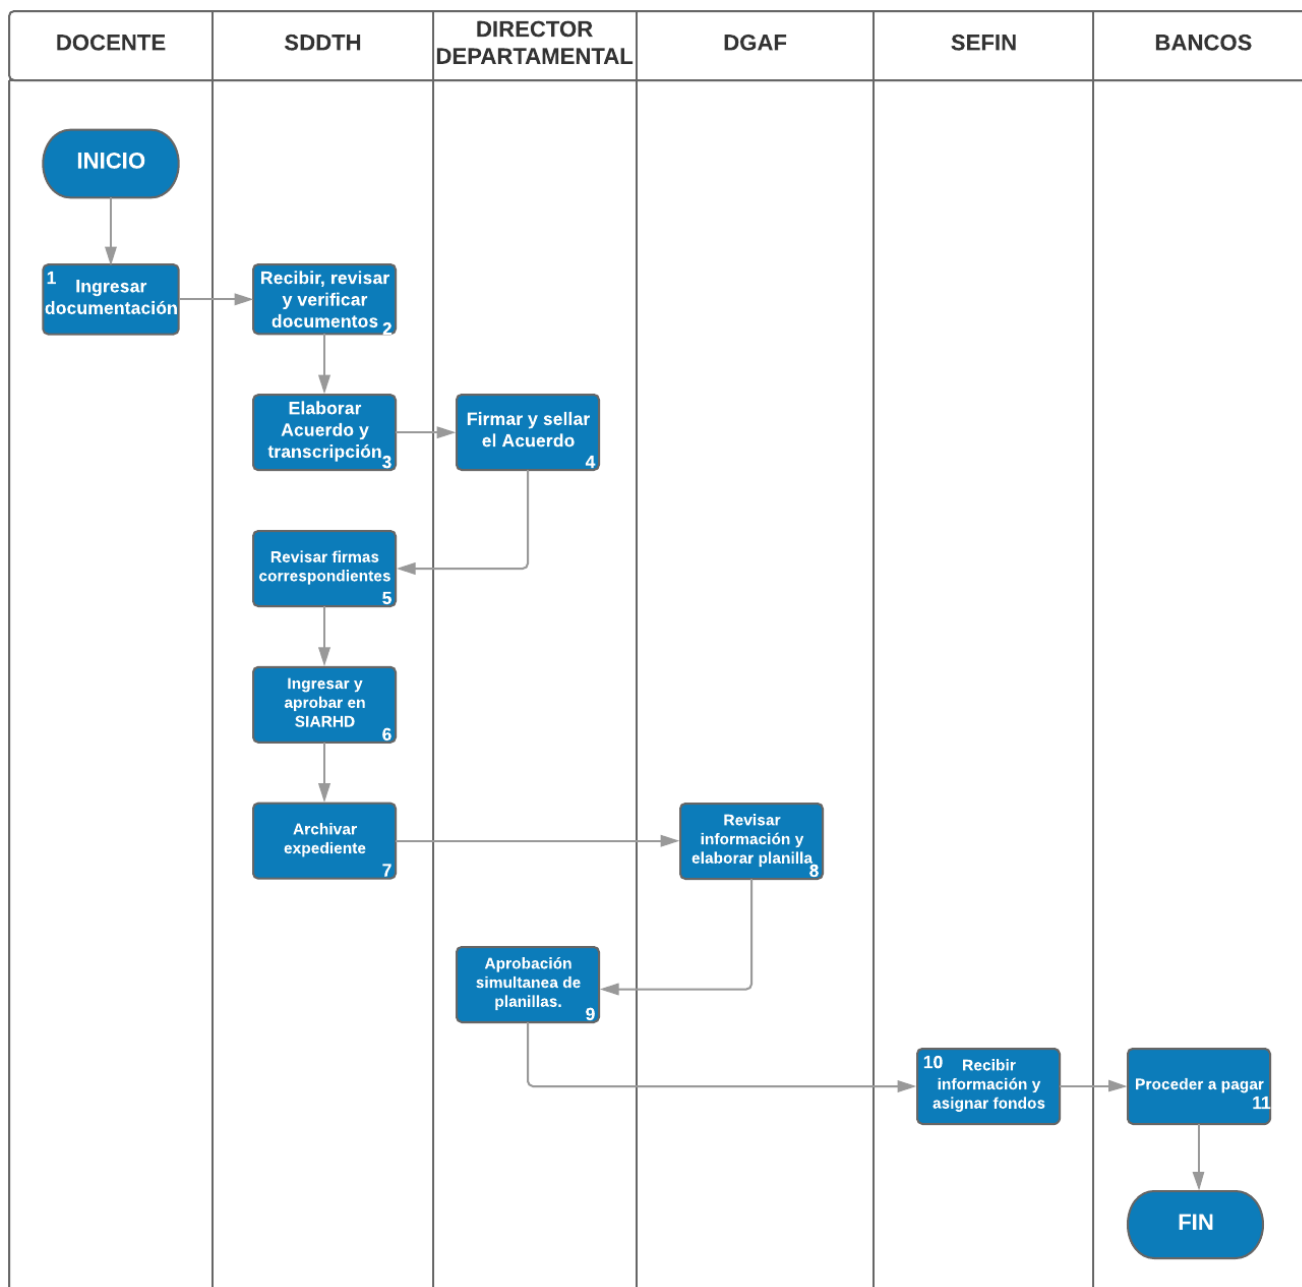 DOCENTE
SDDTH
DIRECTOR
DEPARTAMENTAL
DGAF
SEFIN
BANCOS
INICIO
1
Ingresar
documentación
Recibir, revisar
y verificar
documentos
2
Elaborar
Acuerdo y
transcripción
3
Firmar y sellar
el Acuerdo
4
Revisar firmas
correspondientes
5
Ingresar y
aprobar en
SIARHD
6
Archivar
expediente
7
Revisar
información y
elaborar planilla
8
Aprobación
simultanea de
planillas.
9
10
Recibir
información y
asignar fondos
Proceder a pagar
11
FIN